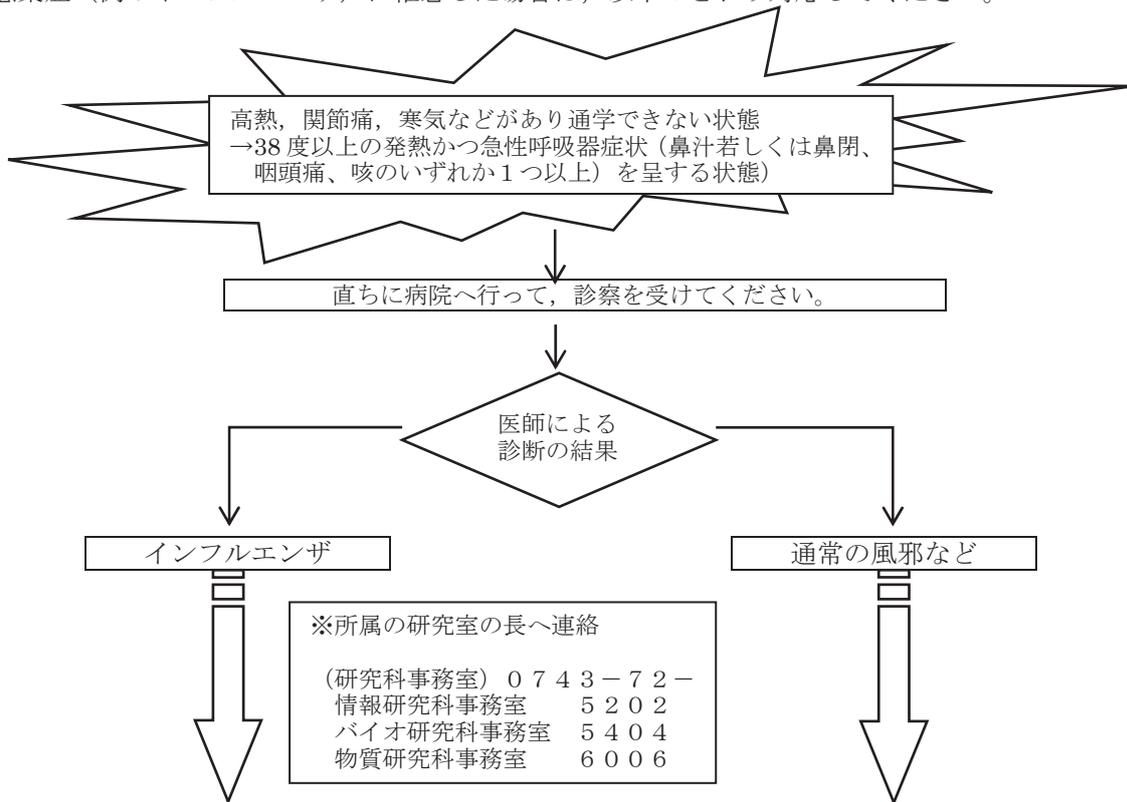 高熱，関節痛，寒気などがあり通学できない状態
→38 度以上の発熱かつ急性呼吸器症状（鼻汁若しくは鼻閉、
咽頭痛、咳のいずれか１つ以上）を呈する状態）
直ちに病院へ行って，診察を受けてください。
医師による
診断の結果
インフルエンザ
通常の風邪など
※所属の研究室の長へ連絡
（研究科事務室）０７４３－７２－
情報研究科事務室　　５２０２
バイオ研究科事務室　５４０４
物質研究科事務室　　６００６